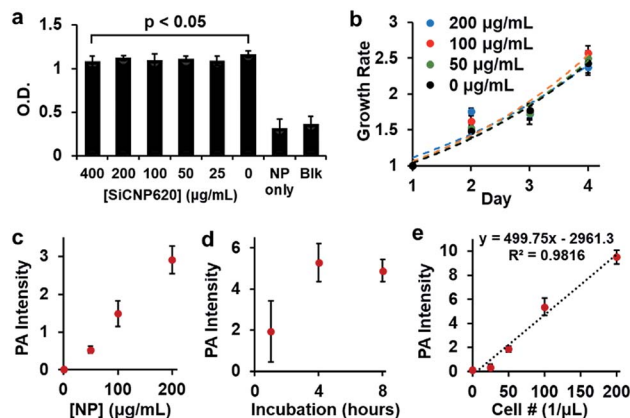 a
p < 0.05
O.D.
1.5
1
0.5
0
400 200 100 50 25 0 NP only Blk
[SiCNP620] (µg/mL)
b
Growth Rate
3
2.5
2
1.5
1
200 µg/mL
100 µg/mL
50 µg/mL
0 µg/mL
1 2 3 4
Day
c
PA Intensity
3
2
1
0
0 100 200
[NP] (µg/mL)
d
PA Intensity
6
4
2
0
0 4 8
Incubation (hours)
e
y = 499.75x - 2961.3
R² = 0.9816
PA Intensity
10
8
6
4
2
0
0 50 100 150 200
Cell # (1/µL)